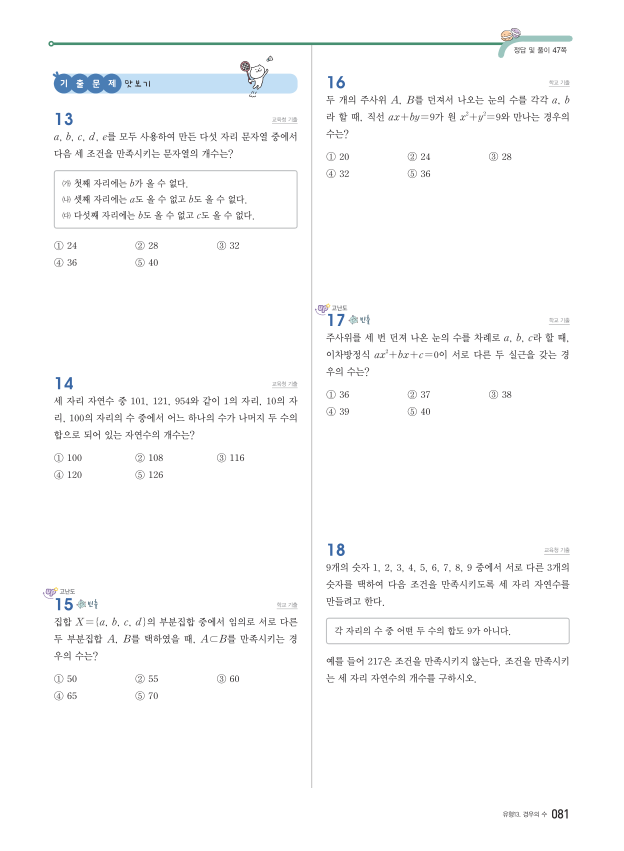 정답 및 풀이 47쪽
기출문제 맛보기
13
교육청 기출
a, b, c, d, e를 모두 사용하여 만든 다섯 자리 문자열 중에서
다음 세 조건을 만족시키는 문자열의 개수는?
㈎ 첫째 자리에는 b가 올 수 없다.
㈏ 셋째 자리에는 a도 올 수 없고 b도 올 수 없다.
㈐ 다섯째 자리에는 b도 올 수 없고 c도 올 수 없다.
① 24 ② 28 ③ 32
④ 36 ⑤ 40
14
교육청 기출
세 자리 자연수 중 101, 121, 954와 같이 1의 자리, 10의 자
리, 100의 자리의 수 중에서 어느 하나의 수가 나머지 두 수의
합으로 되어 있는 자연수의 개수는?
① 100 ② 108 ③ 116
④ 120 ⑤ 126
고난도
15
학교 기출
집합 X={a, b, c, d}의 부분집합 중에서 임의로 서로 다른
두 부분집합 A, B를 택하였을 때, A⊂B를 만족시키는 경
우의 수는?
① 50 ② 55 ③ 60
④ 65 ⑤ 70
16
학교 기출
두 개의 주사위 A, B를 던져서 나오는 눈의 수를 각각 a, b
라 할 때, 직선 ax+by=9가 원 x²+y²=9와 만나는 경우의
수는?
① 20 ② 24 ③ 28
④ 32 ⑤ 36
고난도
17
학교 기출
주사위를 세 번 던져 나온 눈의 수를 차례로 a, b, c라 할 때,
이차방정식 ax²+bx+c=0이 서로 다른 두 실근을 갖는 경
우의 수는?
① 36 ② 37 ③ 38
④ 39 ⑤ 40
18
교육청 기출
9개의 숫자 1, 2, 3, 4, 5, 6, 7, 8, 9 중에서 서로 다른 3개의
숫자를 택하여 다음 조건을 만족시키도록 세 자리 자연수를
만들려고 한다.
각 자리의 수 중 어떤 두 수의 합도 9가 아니다.
예를 들어 217은 조건을 만족시키지 않는다. 조건을 만족시키
는 세 자리 자연수의 개수를 구하시오.
유형13. 경우의 수 081